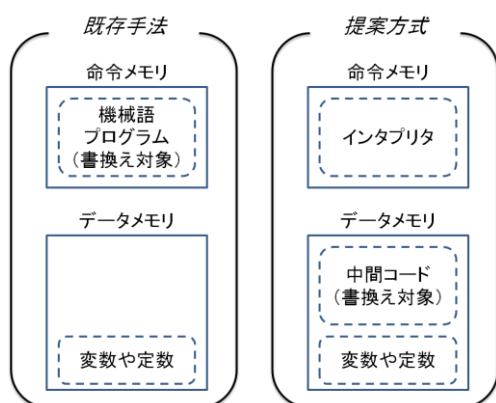 既存手法
命令メモリ
機械語
プログラム
(書換え対象)
データメモリ
変数や定数
提案方式
命令メモリ
インタプリタ
データメモリ
中間コード
(書換え対象)
変数や定数